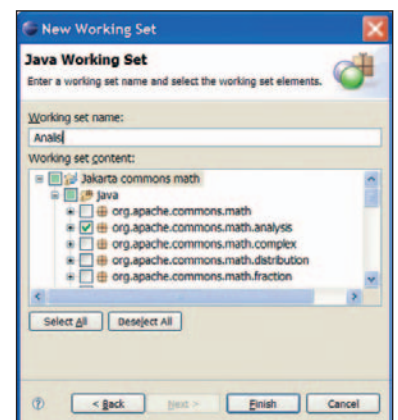 New Working Set
Java Working Set
Enter a working set name and select the working set elements.
Working set name:
Analis
Working set content:
Jakarta commons math
java
org.apache.commons.math
org.apache.commons.math.analysis
org.apache.commons.math.complex
org.apache.commons.math.distribution
org.apache.commons.math.fraction
Select All Deselect All
? < Back Next > Finish Cancel